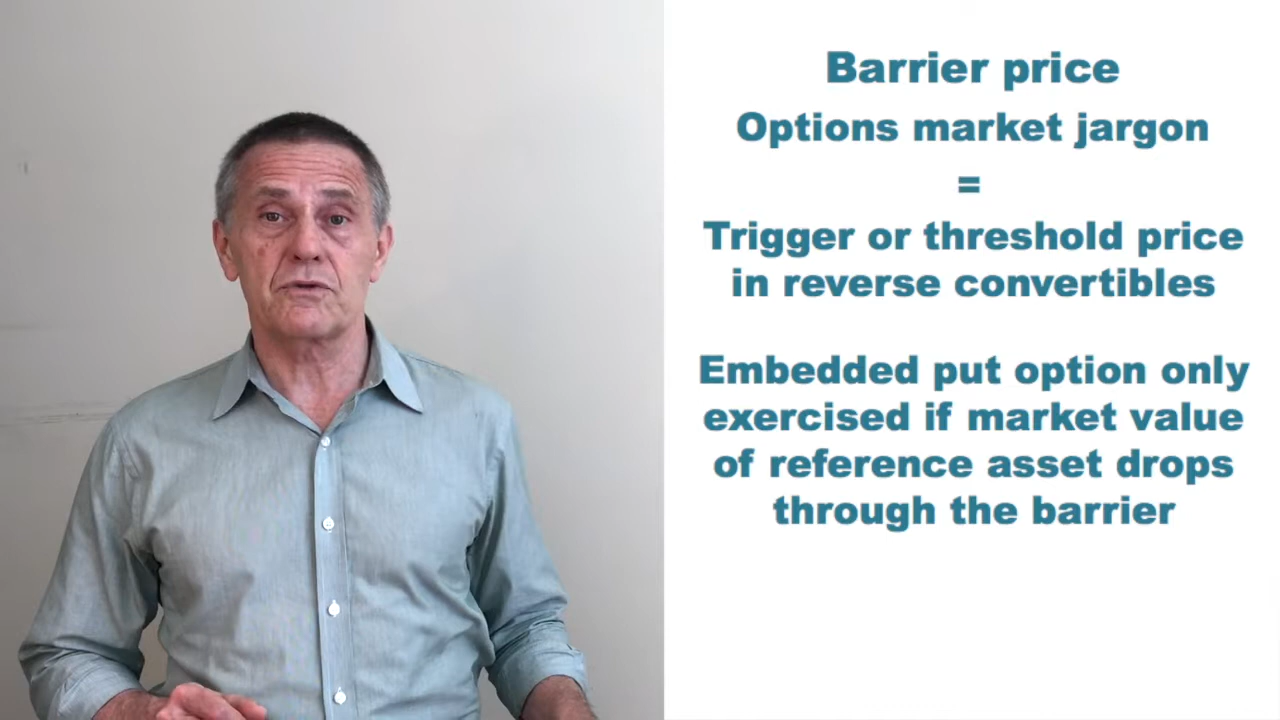 Barrier price
Options market jargon
=
Trigger or threshold price
in reverse convertibles
Embedded put option only
exercised if market value
of reference asset drops
through the barrier